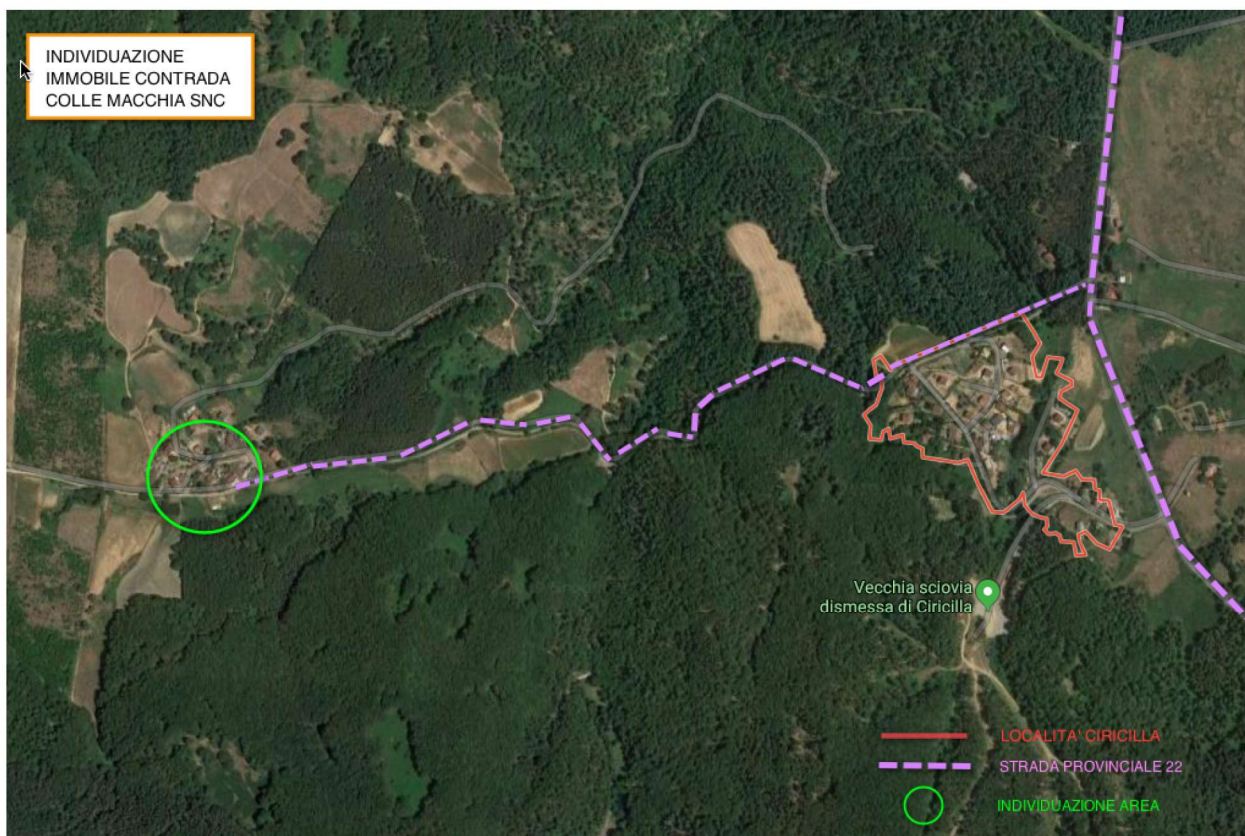 INDIVIDUAZIONE
IMMOBILE CONTRADA
COLLE MACCHIA SNC
Vecchia sciovia
dismessa di Ciricilla
LOCALITA' CIRICILLA
STRADA PROVINCIALE 22
INDIVIDUAZIONE AREA